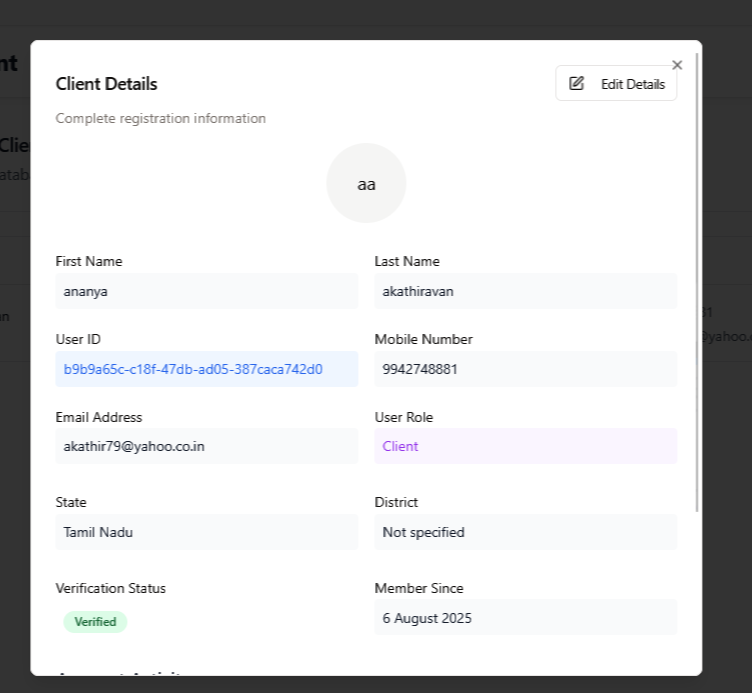 nt
Client Details
Edit Details
Complete registration information
aa
First Name
Last Name
ananya
akathiravan
User ID
Mobile Number
b9b9a65c-c18f-47db-ad05-387caca742d0
9942748881
Email Address
User Role
akathir79@yahoo.co.in
Client
State
District
Tamil Nadu
Not specified
Verification Status
Member Since
Verified
6 August 2025